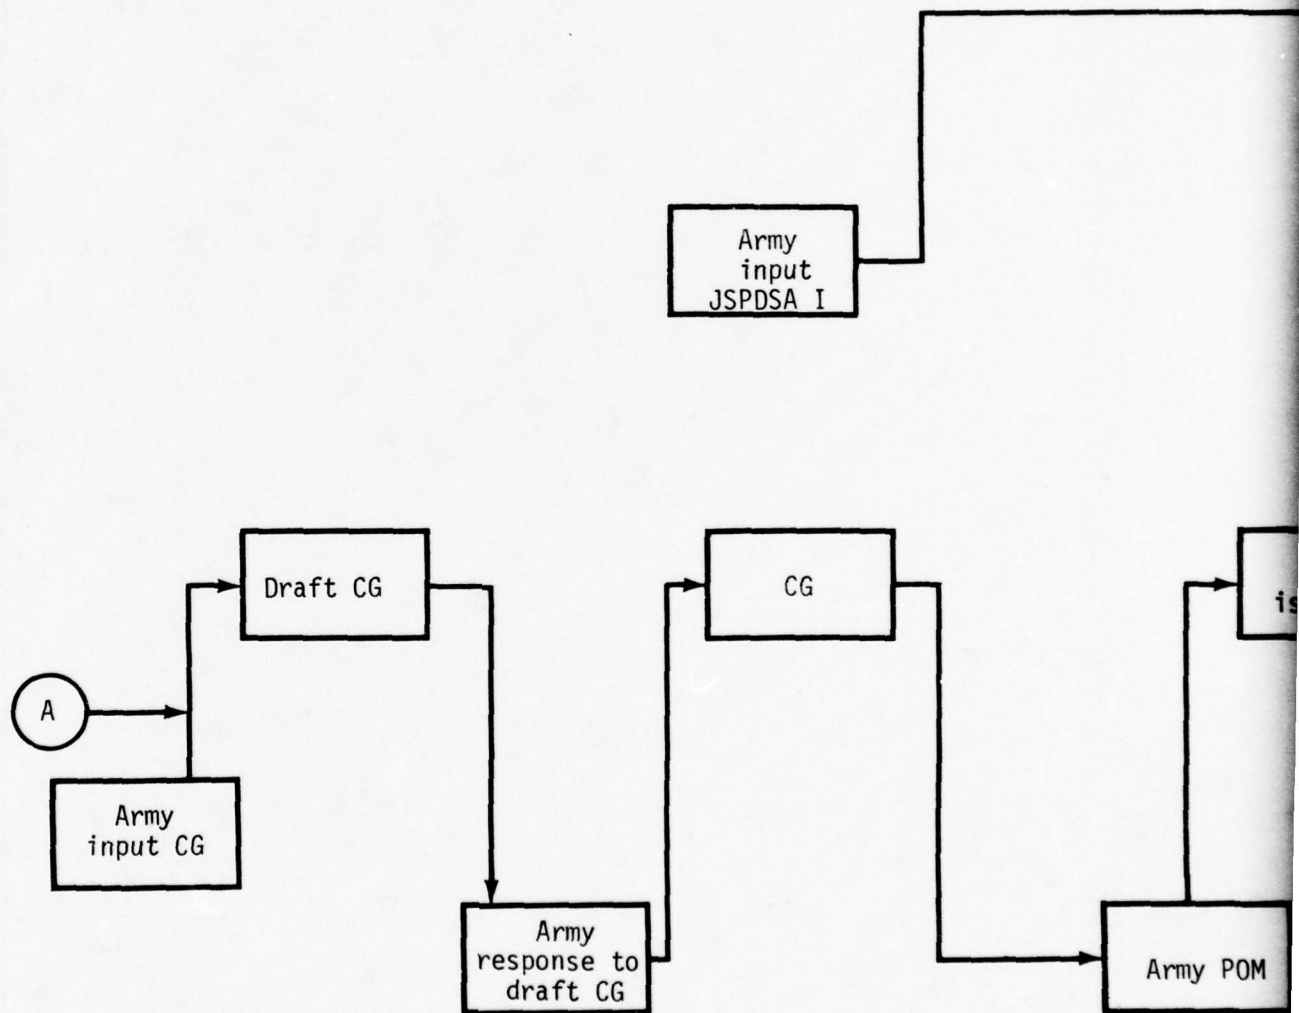 Army
input
JSPDSA I
Draft CG
CG
A
Army
input CG
Army
response to
draft CG
Army POM